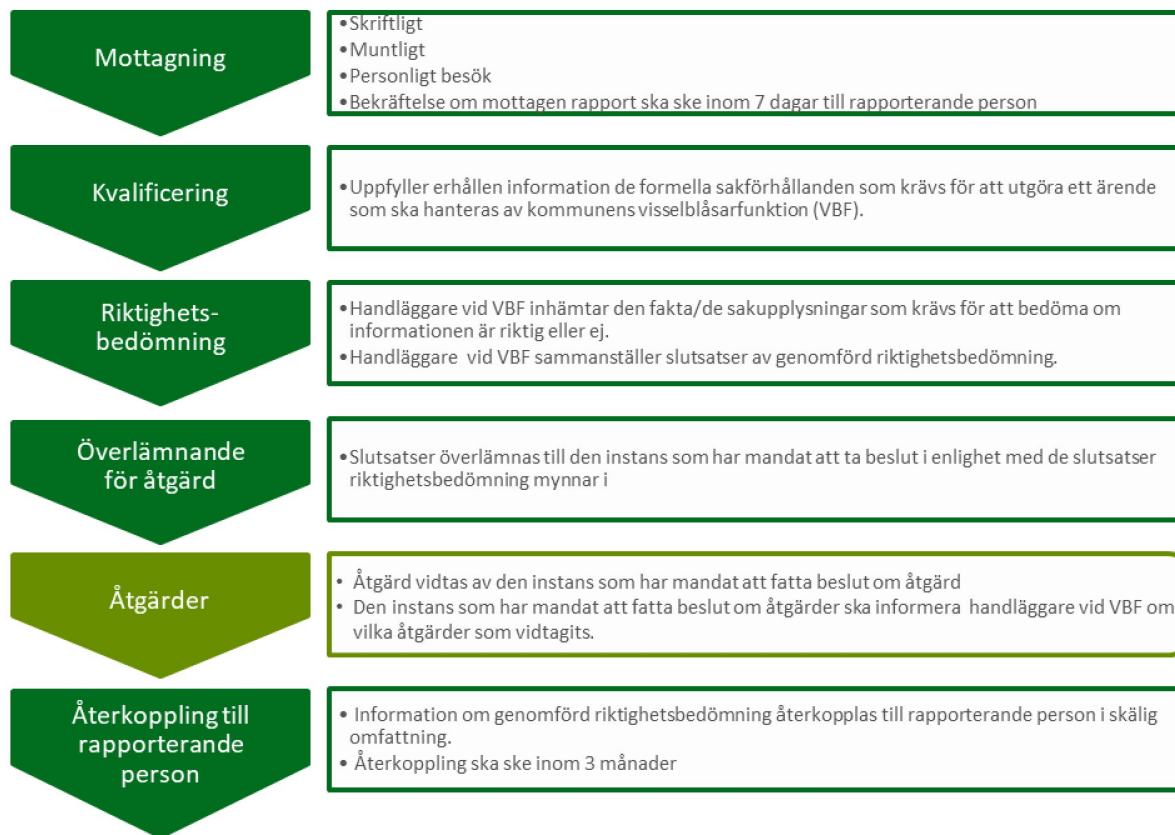 Mottagning
•Skriftligt
•Muntligt
•Personligt besök
•Bekräftelse om mottagen rapport ska ske inom 7 dagar till rapporterande person
Kvalificering
•Uppfyller erhållen information de formella sakförhållanden som krävs för att utgöra ett ärende
som ska hanteras av kommunens visselblåsarfunktion (VBF).
Riktighets-
bedömning
•Handläggare vid VBF inhämtar den fakta/de sakupplysningar som krävs för att bedöma om
informationen är riktig eller ej.
•Handläggare vid VBF sammanställer slutsatser av genomförd riktighetsbedömning.
Överlämnande
för åtgärd
•Slutsatser överlämnas till den instans som har mandat att ta beslut i enlighet med de slutsatser
riktighetsbedömning mynnar i
Åtgärder
• Åtgärd vidtas av den instans som har mandat att fatta beslut om åtgärd
• Den instans som har mandat att fatta beslut om åtgärder ska informera handläggare vid VBF om
vilka åtgärder som vidtagits.
Återkoppling till
rapporterande
person
• Information om genomförd riktighetsbedömning återkopplas till rapporterande person i skälig
omfattning.
• Återkoppling ska ske inom 3 månader